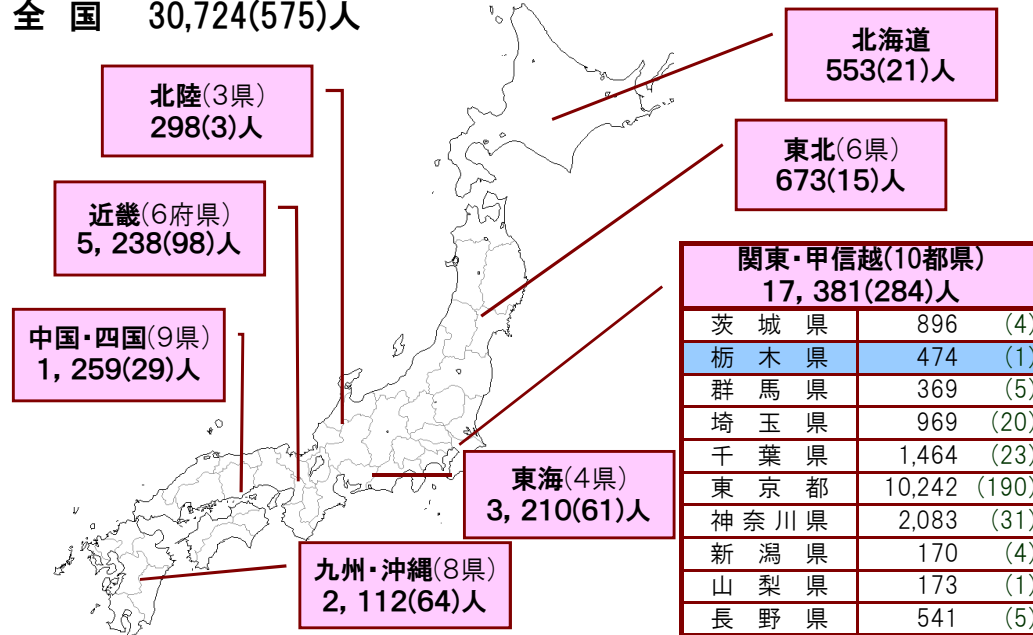 全 国 30,724(575)人
北海道
553(21)人
北陸(3県)
298(3)人
東北(6県)
673(15)人
近畿(6府県)
5, 238(98)人
関東・甲信越(10都県)
17, 381(284)人
茨 城 県 896 (4)
栃 木 県 474 (1)
群 馬 県 369 (5)
埼 玉 県 969 (20)
千 葉 県 1,464 (23)
東 京 都 10,242 (190)
神 奈 川 県 2,083 (31)
新 潟 県 170 (4)
山 梨 県 173 (1)
長 野 県 541 (5)
中国・四国(9県)
1, 259(29)人
東海(4県)
3, 210(61)人
九州・沖縄(8県)
2, 112(64)人